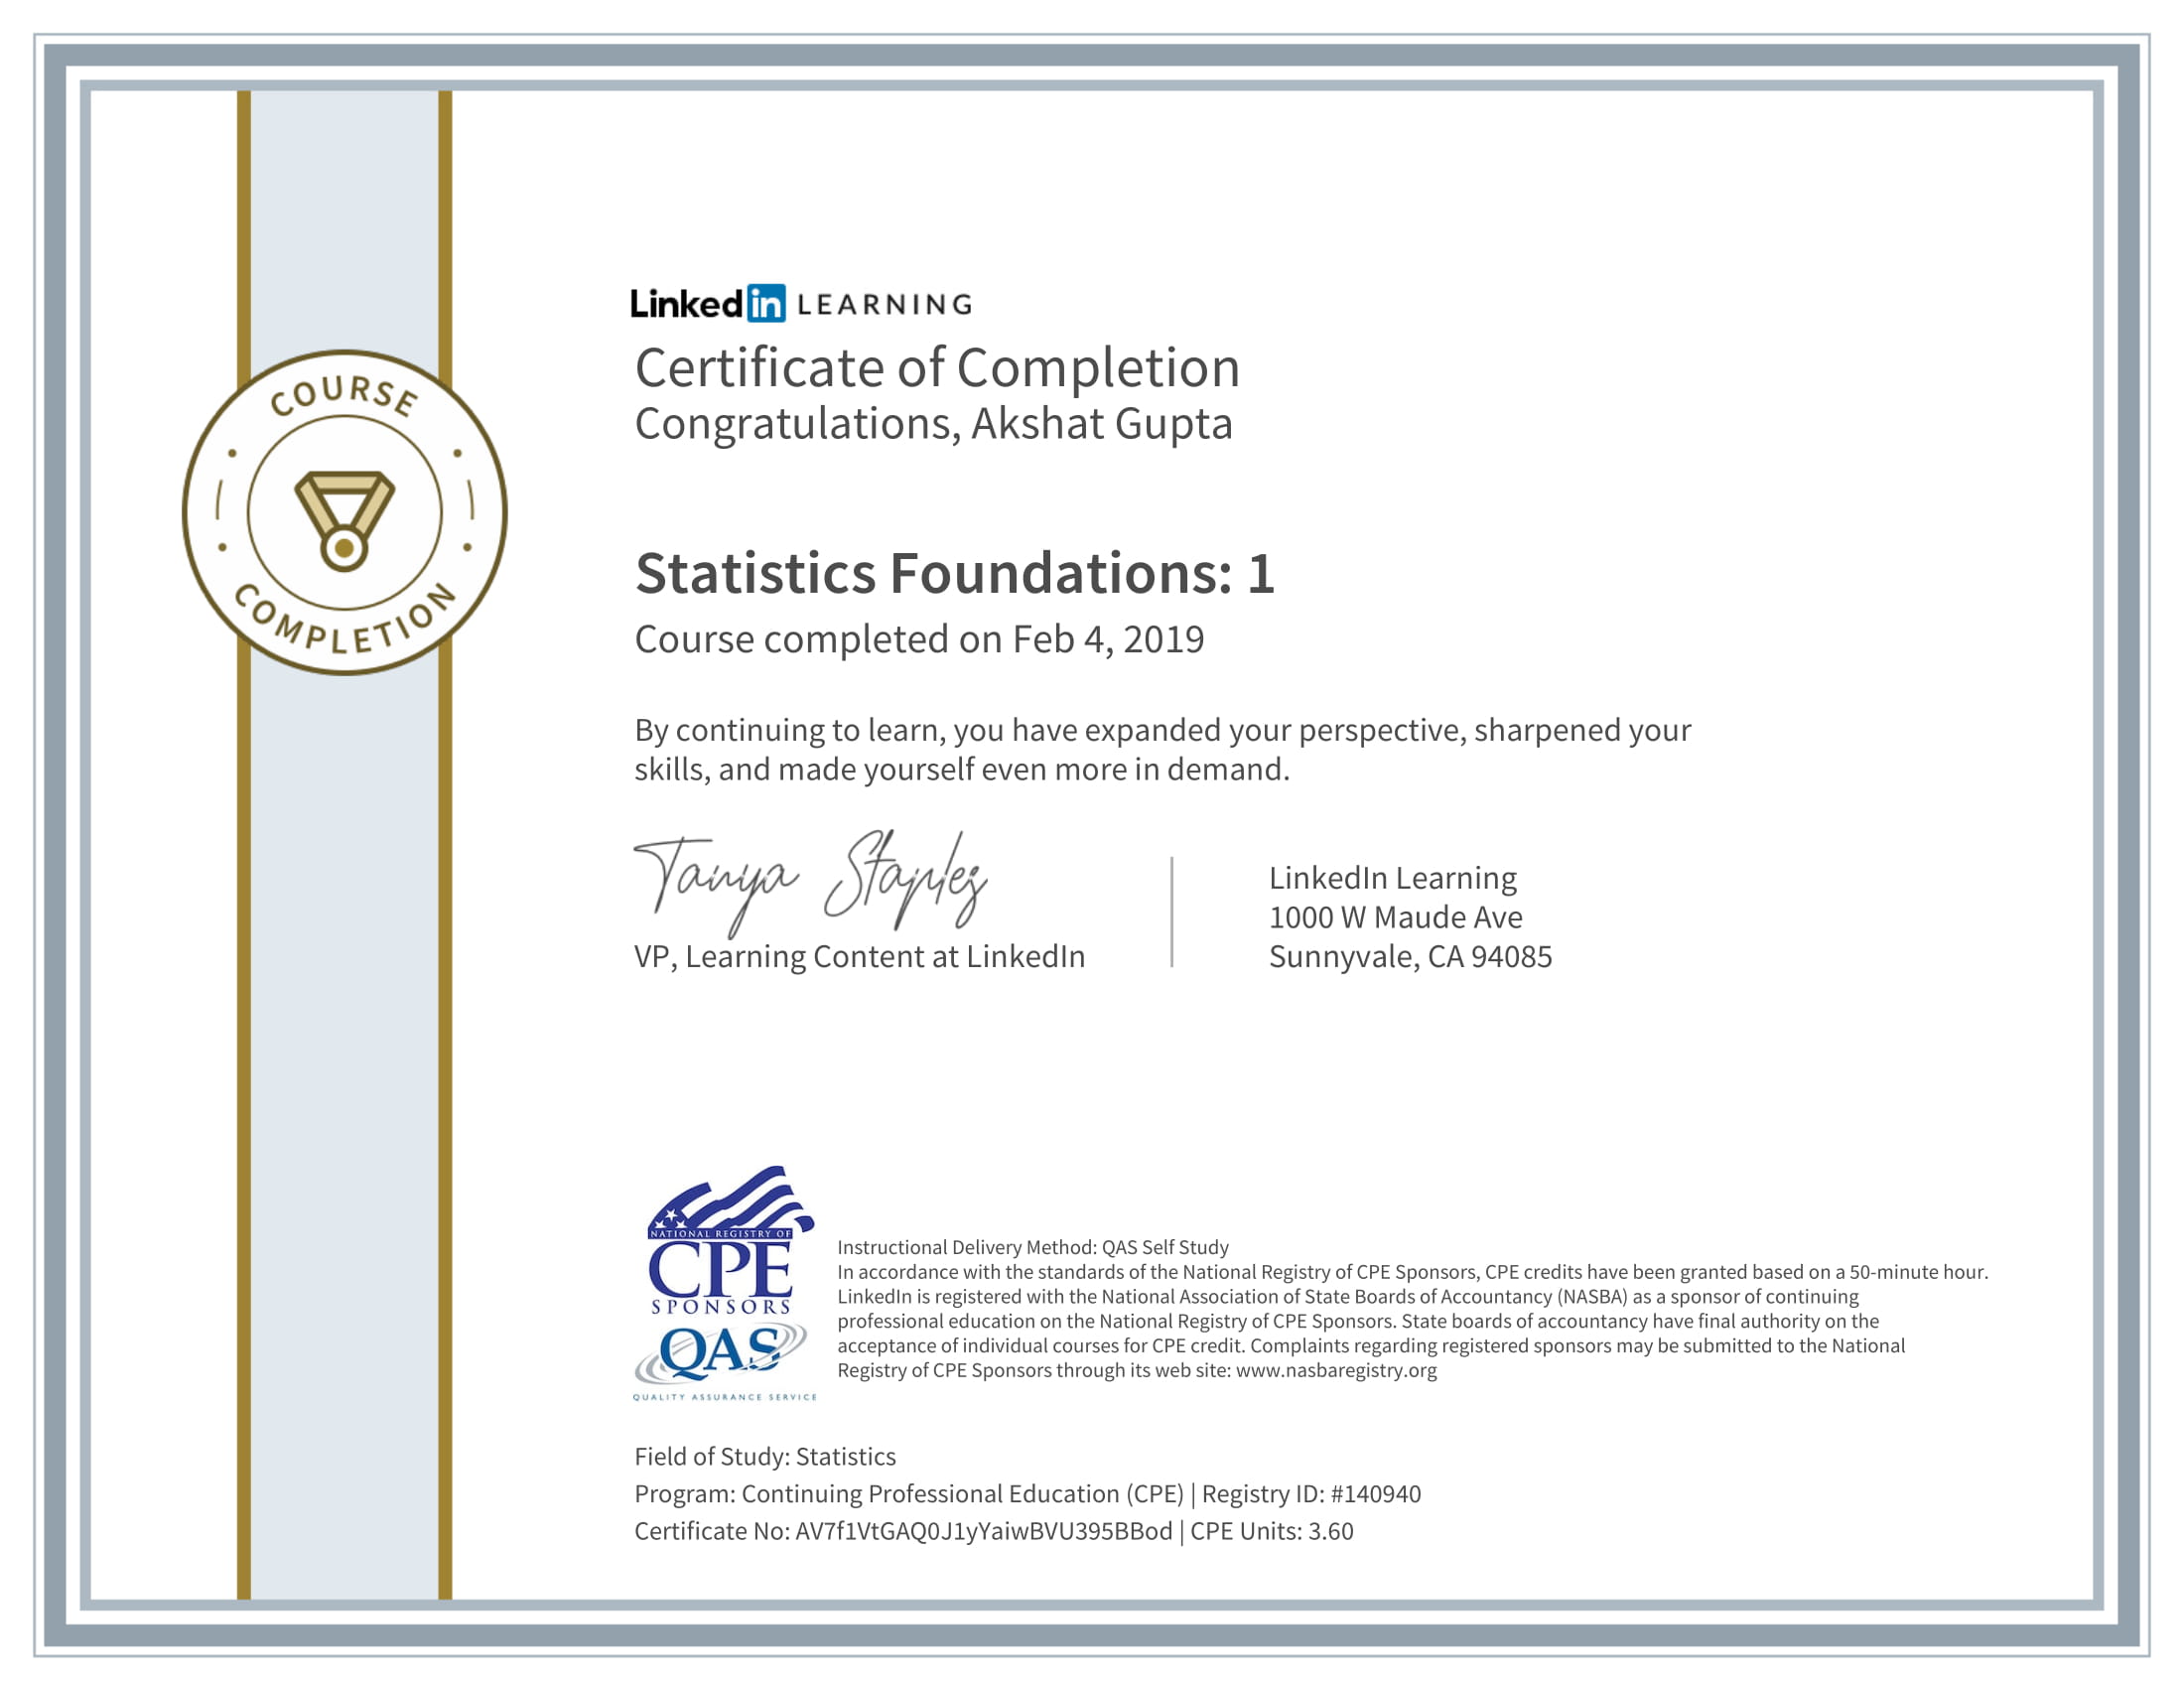 LinkedIn LEARNING
Certificate of Completion
Congratulations, Akshat Gupta
COURSE
COMPLETION
Statistics Foundations: 1
Course completed on Feb 4, 2019
By continuing to learn, you have expanded your perspective, sharpened your
skills, and made yourself even more in demand.
Tanya Staples
VP, Learning Content at LinkedIn
LinkedIn Learning
1000 W Maude Ave
Sunnyvale, CA 94085
NATIONAL REGISTRY OF
CPE
SPONSORS
QAS
QUALITY ASSURANCE SERVICE
Instructional Delivery Method: QAS Self Study
In accordance with the standards of the National Registry of CPE Sponsors, CPE credits have been granted based on a 50-minute hour.
LinkedIn is registered with the National Association of State Boards of Accountancy (NASBA) as a sponsor of continuing
professional education on the National Registry of CPE Sponsors. State boards of accountancy have final authority on the
acceptance of individual courses for CPE credit. Complaints regarding registered sponsors may be submitted to the National
Registry of CPE Sponsors through its web site: www.nasbaregistry.org
Field of Study: Statistics
Program: Continuing Professional Education (CPE) | Registry ID: #140940
Certificate No: AV7f1VtGAQ0J1yYaiwBVU395BBod | CPE Units: 3.60